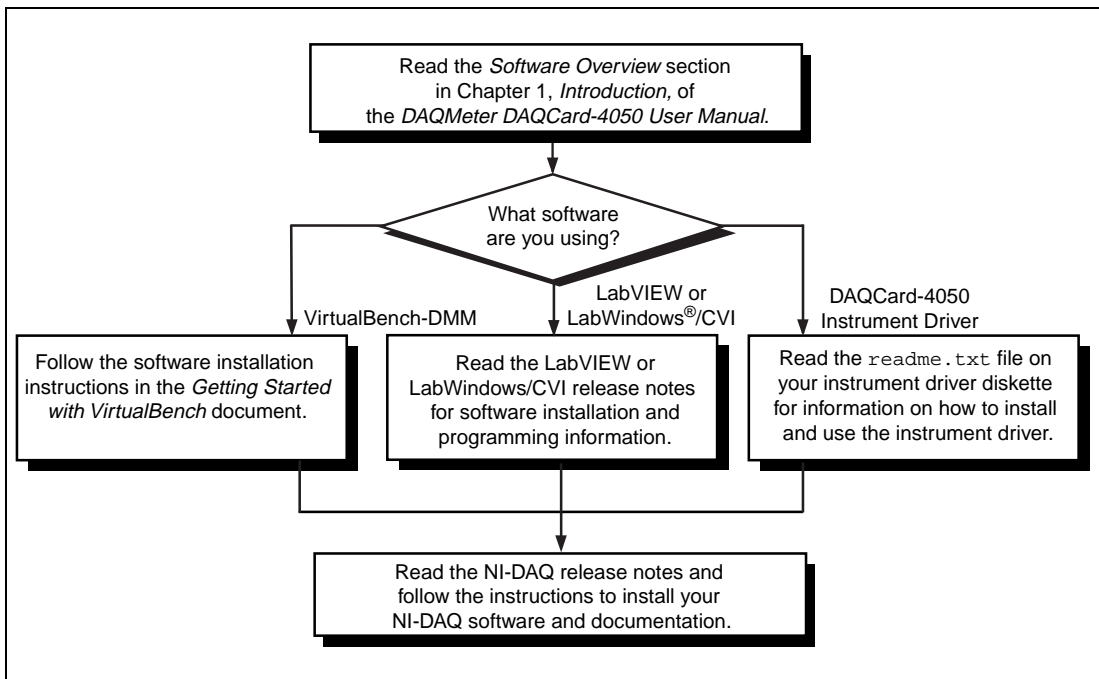 Read the Software Overview section
in Chapter 1, Introduction, of
the DAQMeter DAQCard-4050 User Manual.
What software
are you using?
VirtualBench-DMM
LabVIEW or
LabWindows®/CVI
DAQCard-4050
Instrument Driver
Follow the software installation
instructions in the Getting Started
with VirtualBench document.
Read the LabVIEW or
LabWindows/CVI release notes
for software installation and
programming information.
Read the readme.txt file on
your instrument driver diskette
for information on how to install
and use the instrument driver.
Read the NI-DAQ release notes and
follow the instructions to install your
NI-DAQ software and documentation.